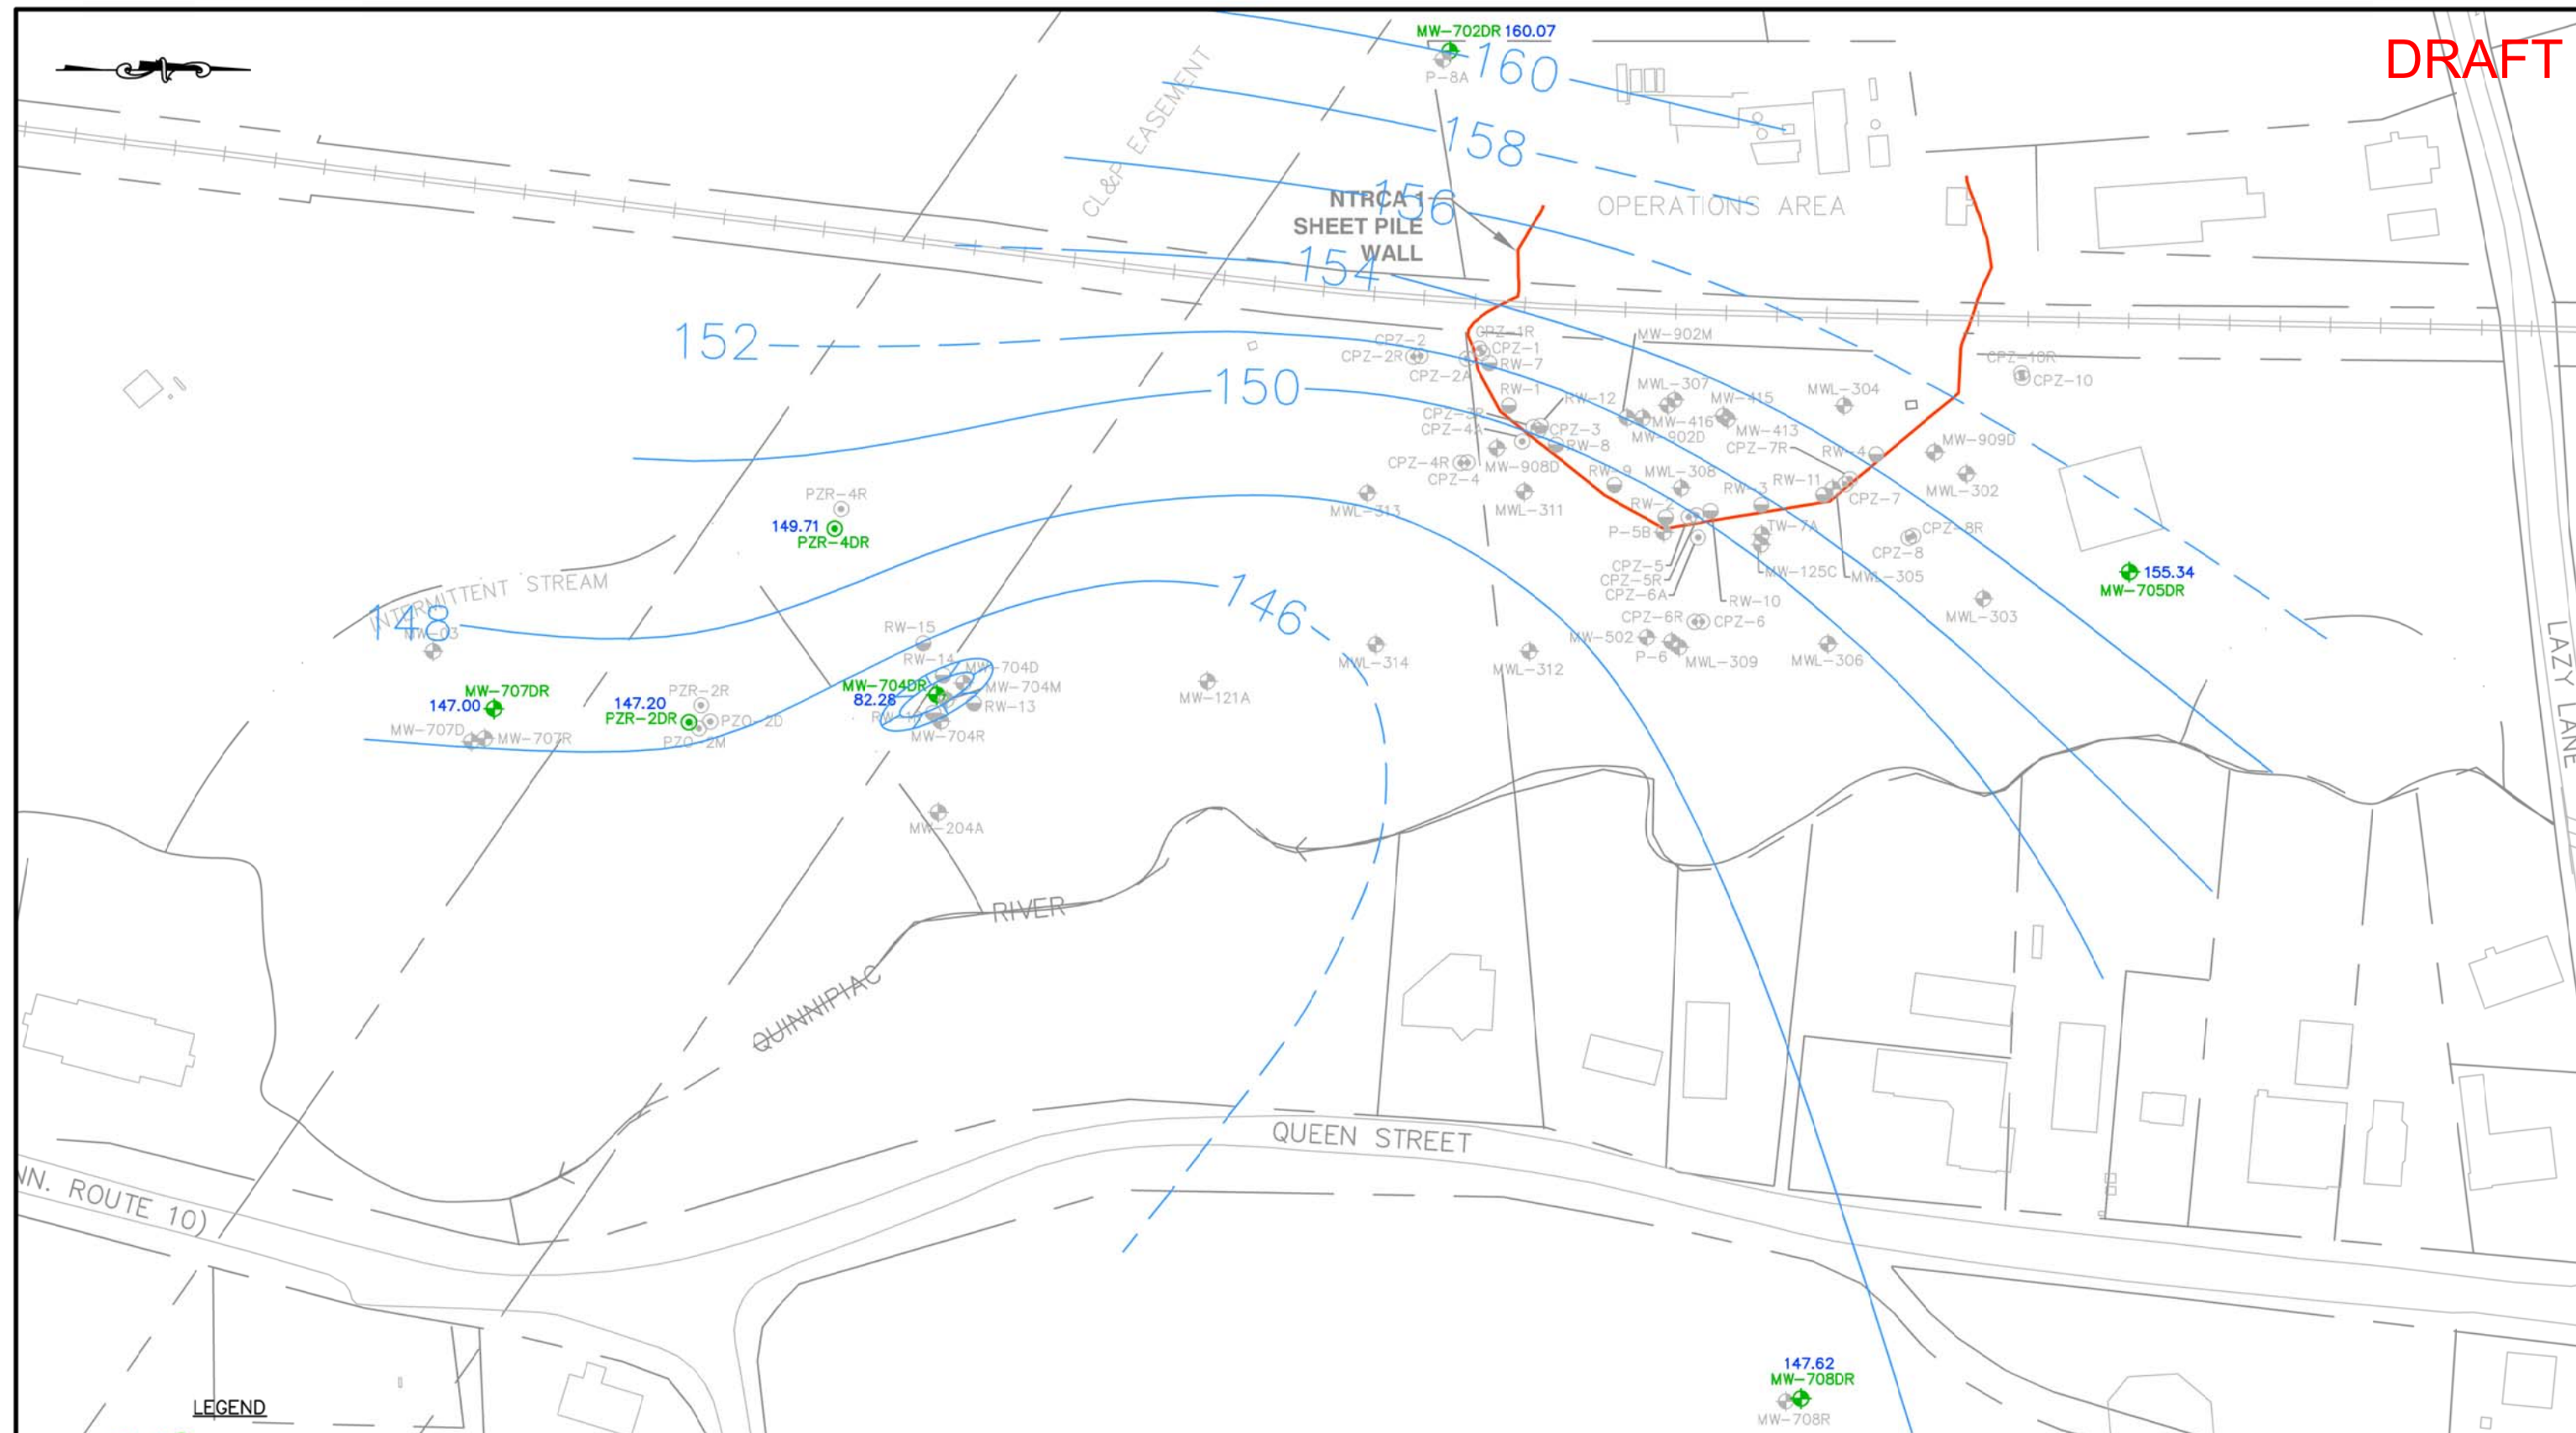 DRAFT
MW-702DR 160.07
P-8A
160
CL&P EASEMENT
158
NTRCA 1
SHEET PILE
WALL
156
OPERATIONS AREA
154
152
150
CPZ-1R
CPZ-2
CPZ-1
CPZ-2R
RW-7
CPZ-2A
MW-902M
CPZ-10R
CPZ-10
RW-1
RW-12
MWL-307
MW-415
MWL-304
CPZ-3R
CPZ-4A
CPZ-3
MW-416
MW-413
RW-8
MW-902D
CPZ-7R
RW-4
MW-909D
CPZ-4R
MW-908D
CPZ-4
RW-9
MWL-308
RW-3
RW-11
CPZ-7
MWL-302
PZR-4R
149.71
PZR-4DR
MWL-313
MWL-311
RW-2
P-5B
TW-7A
CPZ-8R
CPZ-8
CPZ-5
CPZ-5R
CPZ-6A
MW-125C
MWL-305
RW-10
155.34
MW-705DR
INTERMITTENT STREAM
148
MW-03
146
CPZ-6R
CPZ-6
MWL-303
RW-15
RW-14
MW-704D
MW-704M
MW-704DR
82.28
RW-13
MW-704R
MW-121A
MWL-314
MWL-312
MW-502
P-6
MWL-309
MWL-306
LAZY LANE
MW-707DR
147.00
MW-707D
MW-707R
PZR-2R
147.20
PZR-2DR
PZO-2D
PZO-2M
MW-204A
QUINNIPIAC
RIVER
QUEEN STREET
NN. ROUTE 10)
147.62
MW-708DR
MW-708R
LEGEND